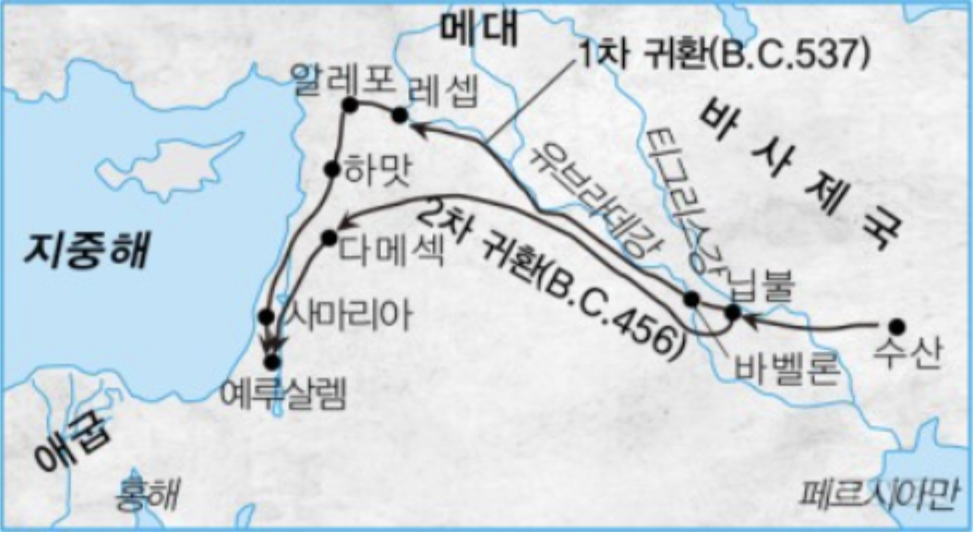 메대
1차 귀환(B.C.537)
알레포
레셉
바사제국
하맛
유브라데강
티그리스강
지중해
다메섹
2차 귀환(B.C.456)
닙불
사마리아
수산
바벨론
예루살렘
애굽
홍해
페르시아만